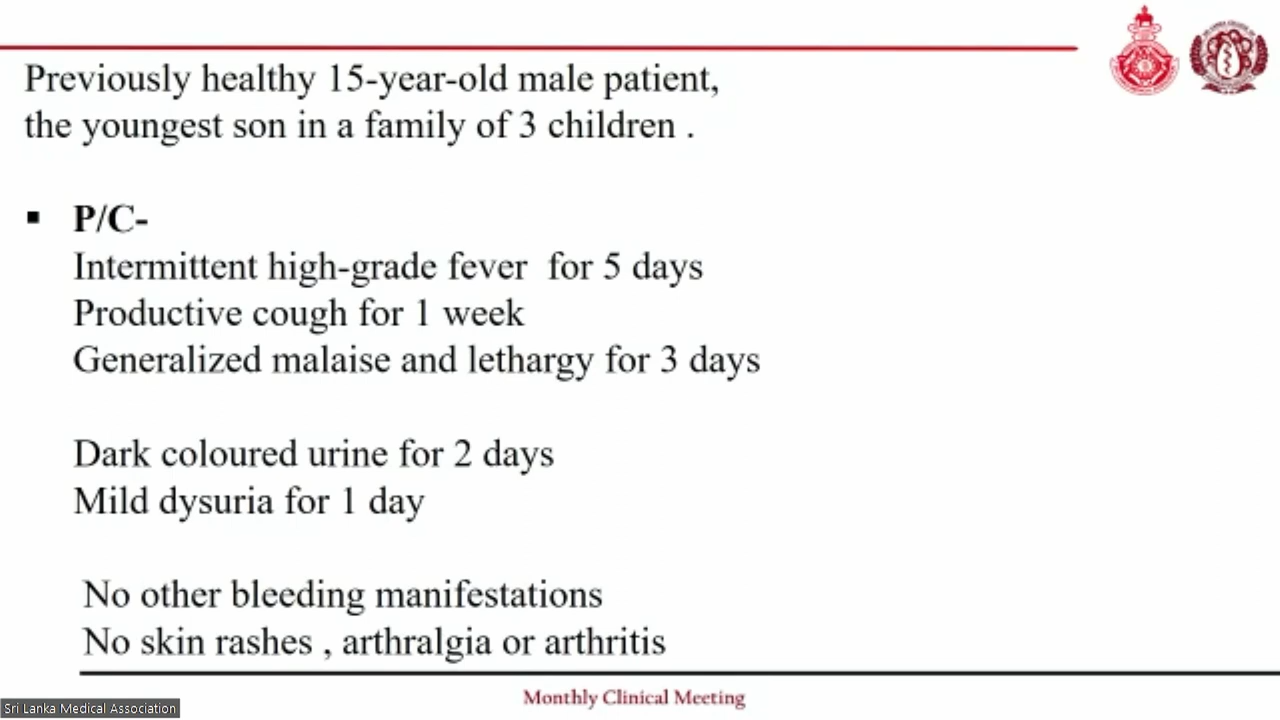 Previously healthy 15-year-old male patient,
the youngest son in a family of 3 children .
▪ P/C-
Intermittent high-grade fever for 5 days
Productive cough for 1 week
Generalized malaise and lethargy for 3 days
Dark coloured urine for 2 days
Mild dysuria for 1 day
No other bleeding manifestations
No skin rashes , arthralgia or arthritis
Monthly Clinical Meeting
Sri Lanka Medical Association